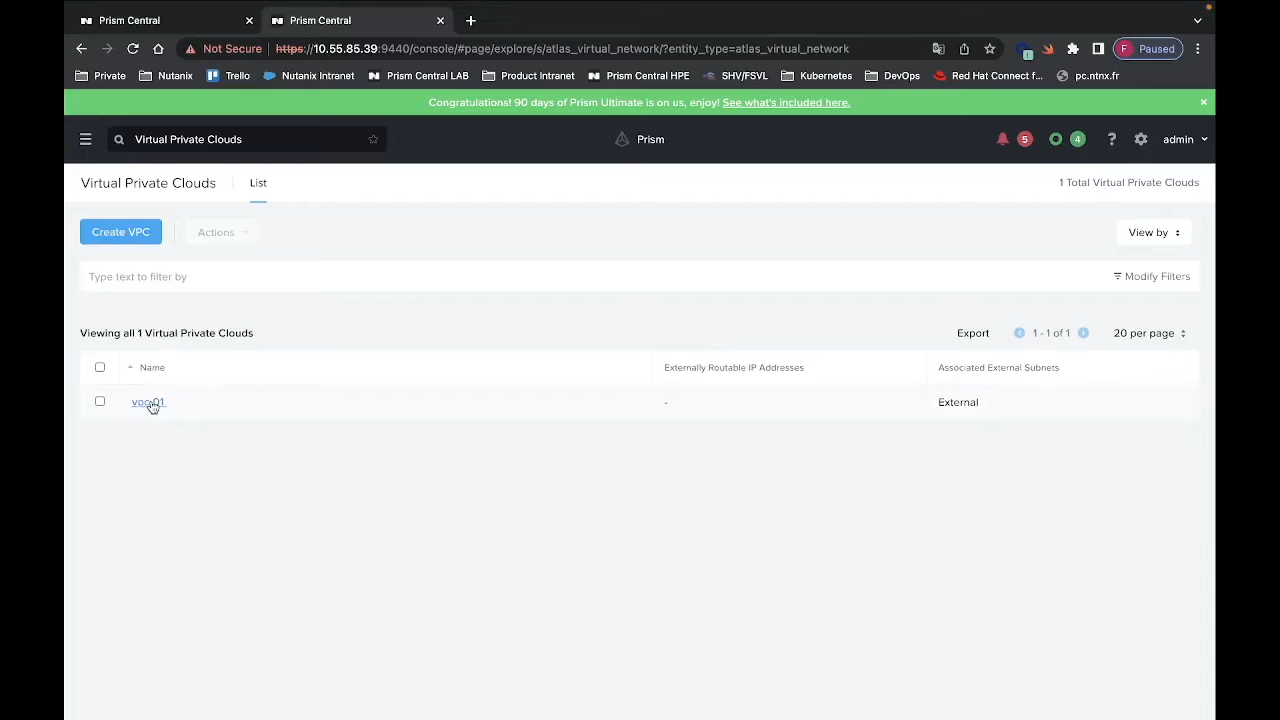 Prism Central
Prism Central
Not Secure https://10.55.85.39:9440/console/#page/explore/s/atlas_virtual_network/?entity_type=atlas_virtual_network
F Paused
Private Nutanix Trello Nutanix Intranet Prism Central LAB Product Intranet Prism Central HPE SHV/FSVL Kubernetes DevOps Red Hat Connect f... pc.ntnx.fr
Congratulations! 90 days of Prism Ultimate is on us, enjoy! See what's included here.
Virtual Private Clouds Prism 5 4 ? admin
Virtual Private Clouds List 1 Total Virtual Private Clouds
Create VPC Actions View by
Type text to filter by Modify Filters
Viewing all 1 Virtual Private Clouds Export 1 - 1 of 1 20 per page
Name Externally Routable IP Addresses Associated External Subnets
vpc-01 - External